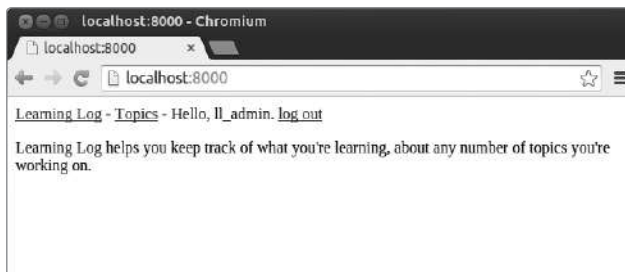 localhost:8000 - Chromium
localhost:8000
localhost:8000
Learning Log - Topics - Hello, ll_admin. log out
Learning Log helps you keep track of what you're learning, about any number of topics you're
working on.